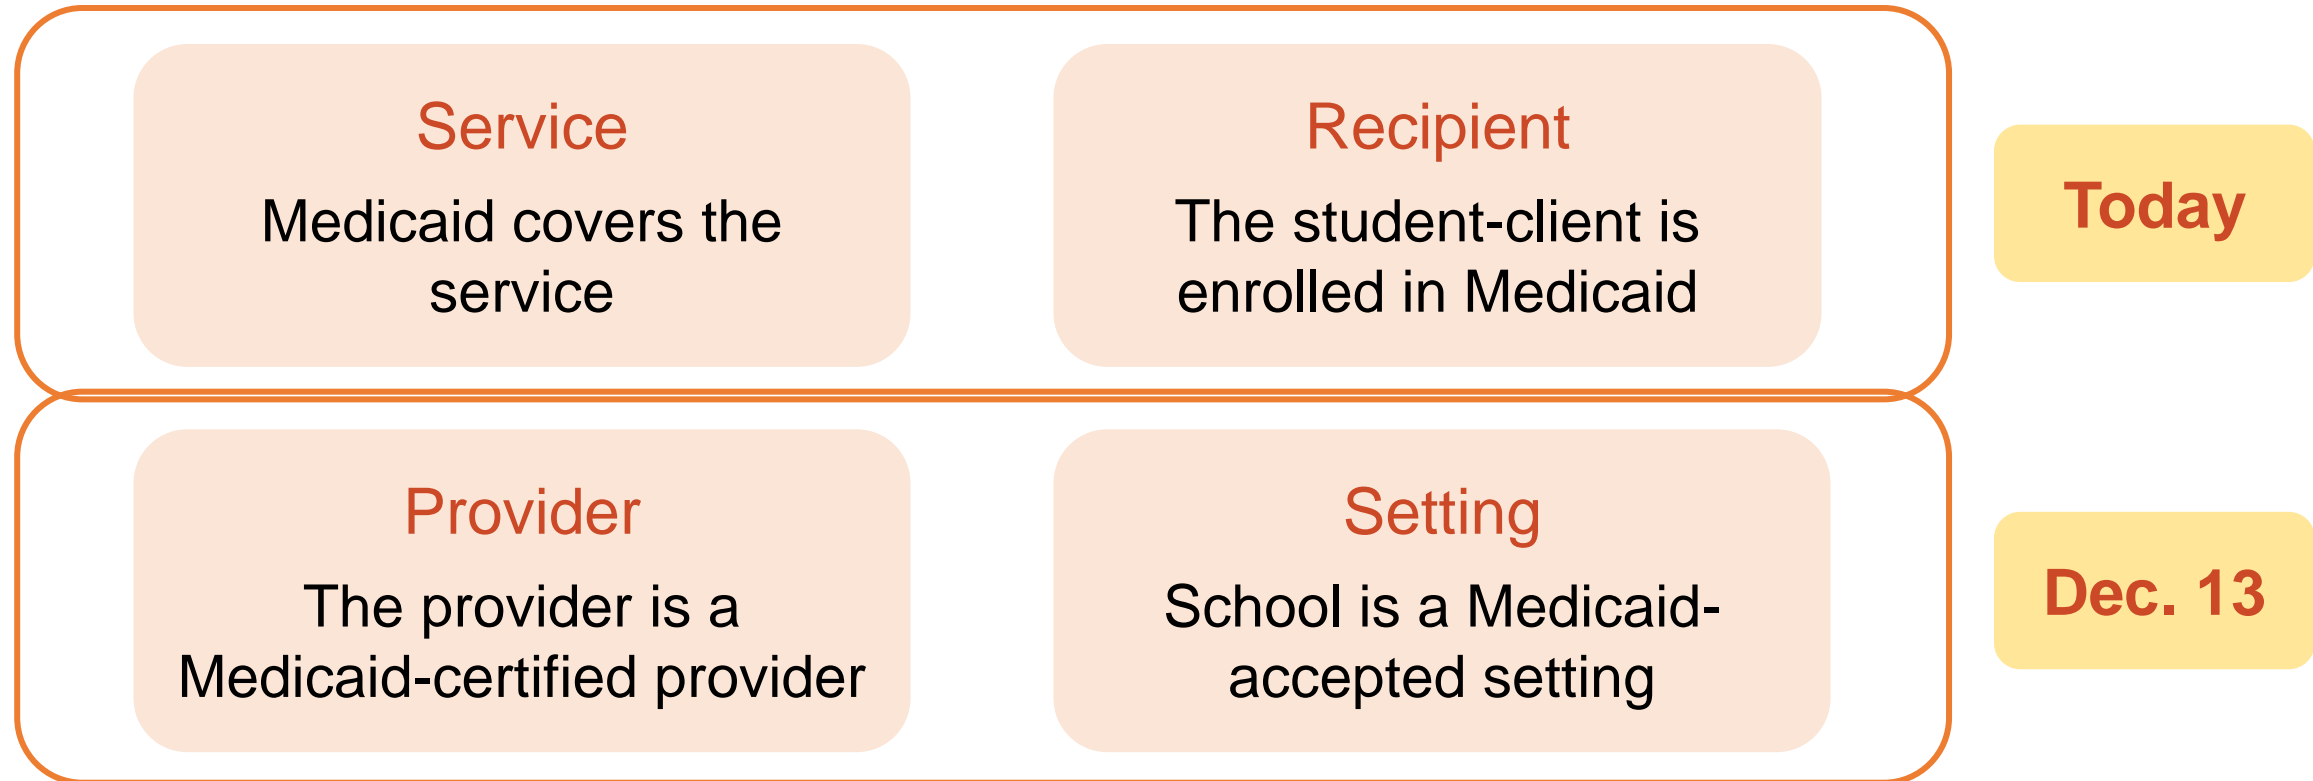 Service
Medicaid covers the
service
Recipient
The student-client is
enrolled in Medicaid
Today
Provider
The provider is a
Medicaid-certified provider
Setting
School is a Medicaid-
accepted setting
Dec. 13